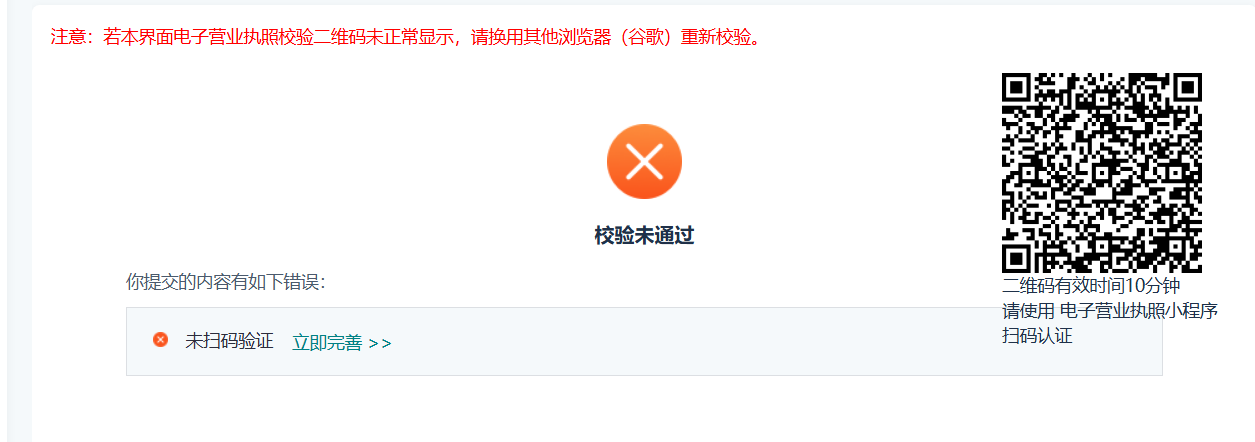 注意：若本界面电子营业执照校验二维码未正常显示，请换用其他浏览器（谷歌）重新校验。
校验未通过
你提交的内容有如下错误：
未扫码验证 立即完善 >>
二维码有效时间10分钟
请使用 电子营业执照小程序
扫码认证